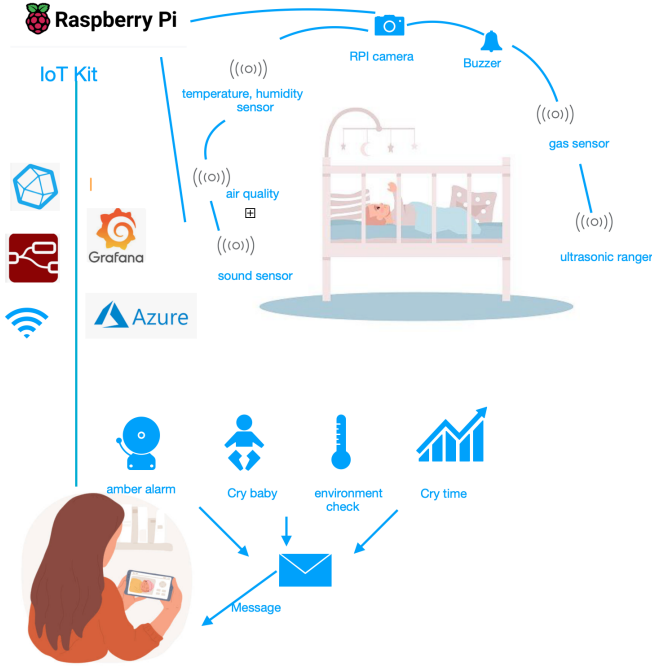 Raspberry Pi
IoT Kit
RPI camera
Buzzer
temperature, humidity
sensor
gas sensor
air quality
ultrasonic ranger
sound sensor
Grafana
Azure
amber alarm
Cry baby
environment
check
Cry time
Message